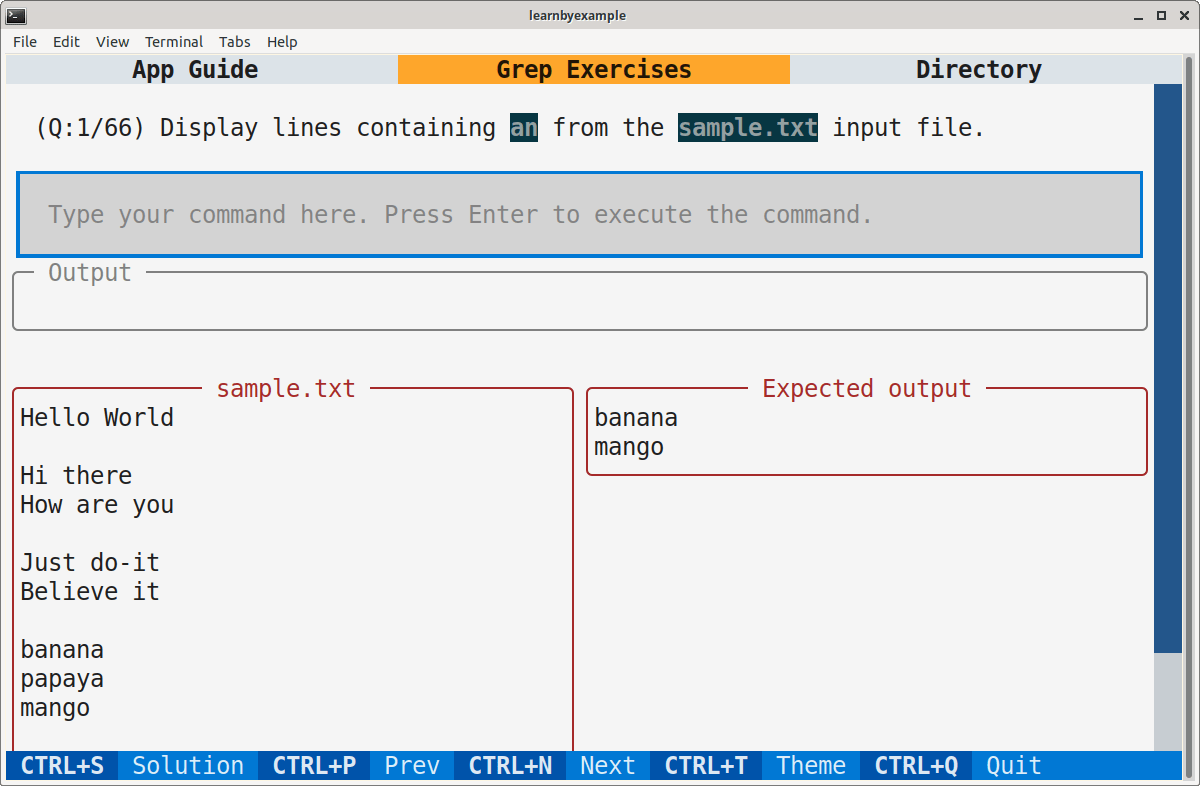 learnbyexample
File Edit View Terminal Tabs Help
App Guide Grep Exercises Directory
(Q:1/66) Display lines containing an from the sample.txt input file.
Type your command here. Press Enter to execute the command.
Output
sample.txt
Hello World
Hi there
How are you
Just do-it
Believe it
banana
papaya
mango
Expected output
banana
mango
CTRL+S Solution CTRL+P Prev CTRL+N Next CTRL+T Theme CTRL+Q Quit